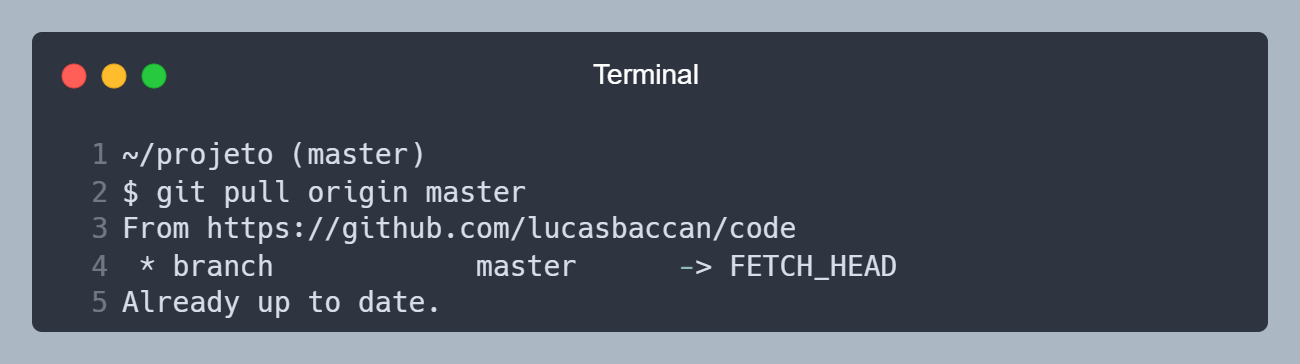 Terminal
1 ~/projeto (master)
2 $ git pull origin master
3 From https://github.com/lucasbaccan/code
4  * branch            master      -> FETCH_HEAD
5 Already up to date.